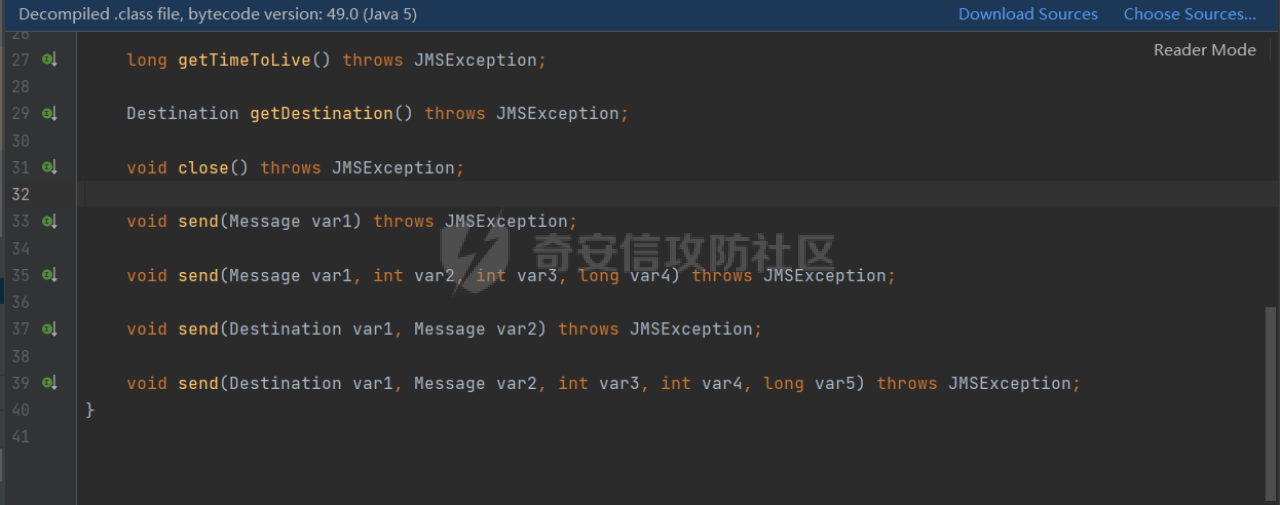 Decompiled .class file, bytecode version: 49.0 (Java 5) Download Sources Choose Sources...
Reader Mode
26
27 long getTimeToLive() throws JMSException;
28
29 Destination getDestination() throws JMSException;
30
31 void close() throws JMSException;
32
33 void send(Message var1) throws JMSException;
34
奇安信攻防社区
35 void send(Message var1, int var2, int var3, long var4) throws JMSException;
36
37 void send(Destination var1, Message var2) throws JMSException;
38
39 void send(Destination var1, Message var2, int var3, int var4, long var5) throws JMSException;
40 }
41